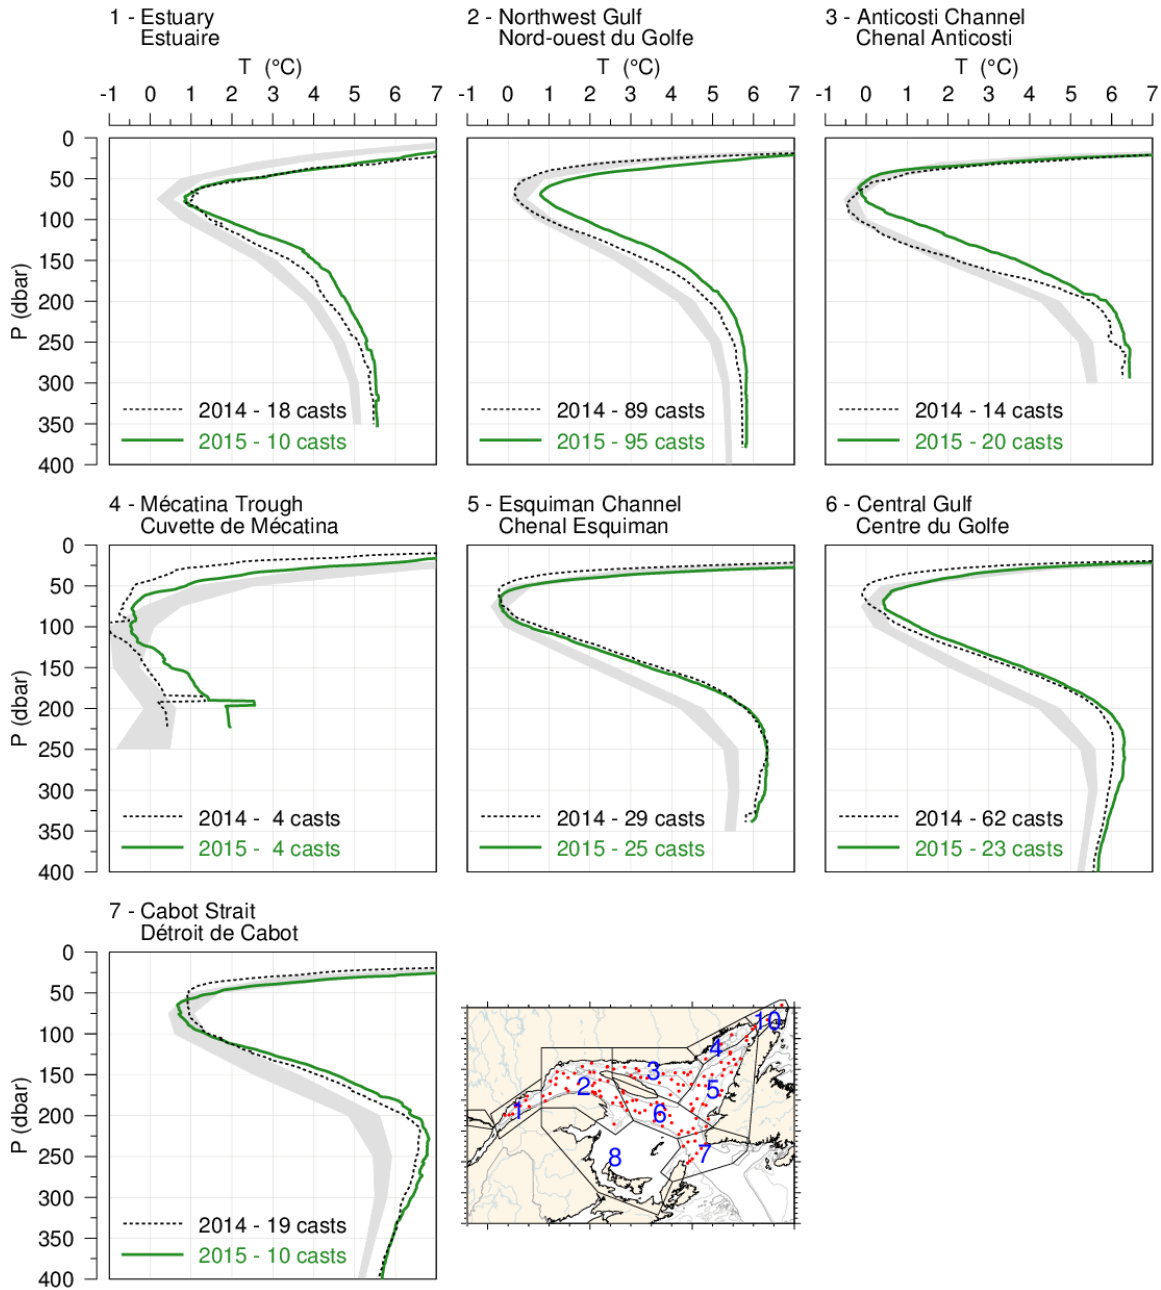 1 - Estuary
Estuaire
2 - Northwest Gulf
Nord-ouest du Golfe
3 - Anticosti Channel
Chenal Anticosti
T (°C)
T (°C)
T (°C)
-1 0 1 2 3 4 5 6 7
-1 0 1 2 3 4 5 6 7
-1 0 1 2 3 4 5 6 7
P (dbar)
0
50
100
150
200
250
300
350
400
2014 - 18 casts
2015 - 10 casts
2014 - 89 casts
2015 - 95 casts
2014 - 14 casts
2015 - 20 casts
4 - Mécatina Trough
Cuvette de Mécatina
5 - Esquiman Channel
Chenal Esquiman
6 - Central Gulf
Centre du Golfe
P (dbar)
0
50
100
150
200
250
300
350
400
2014 - 4 casts
2015 - 4 casts
2014 - 29 casts
2015 - 25 casts
2014 - 62 casts
2015 - 23 casts
7 - Cabot Strait
Détroit de Cabot
P (dbar)
0
50
100
150
200
250
300
350
400
2014 - 19 casts
2015 - 10 casts
10
4
3
2
5
1
6
8
7